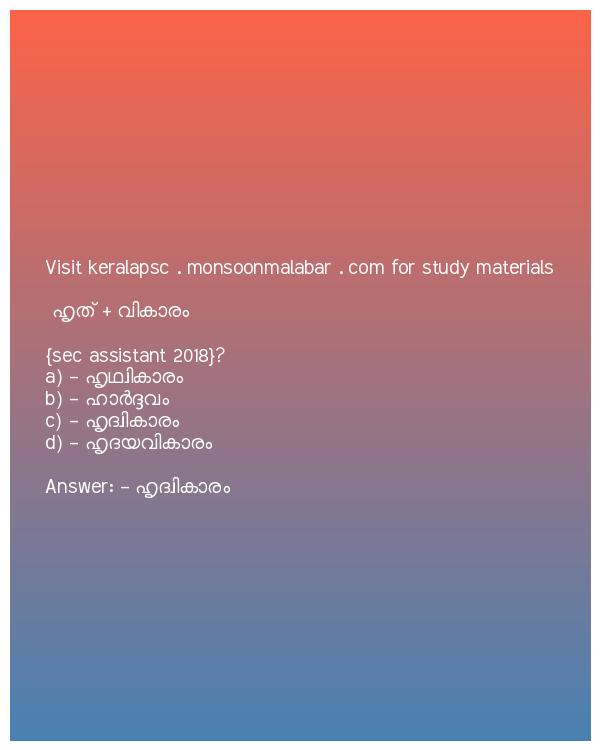 Visit keralapsc . monsoonmalabar . com for study materials
ഹൃത് + വികാരം
{sec assistant 2018}?
a) - ഹൃഥ്വികാരം
b) - ഹാർദ്ദവം
c) - ഹൃദ്വികാരം
d) - ഹൃദയവികാരം
Answer: - ഹൃദ്വികാരം